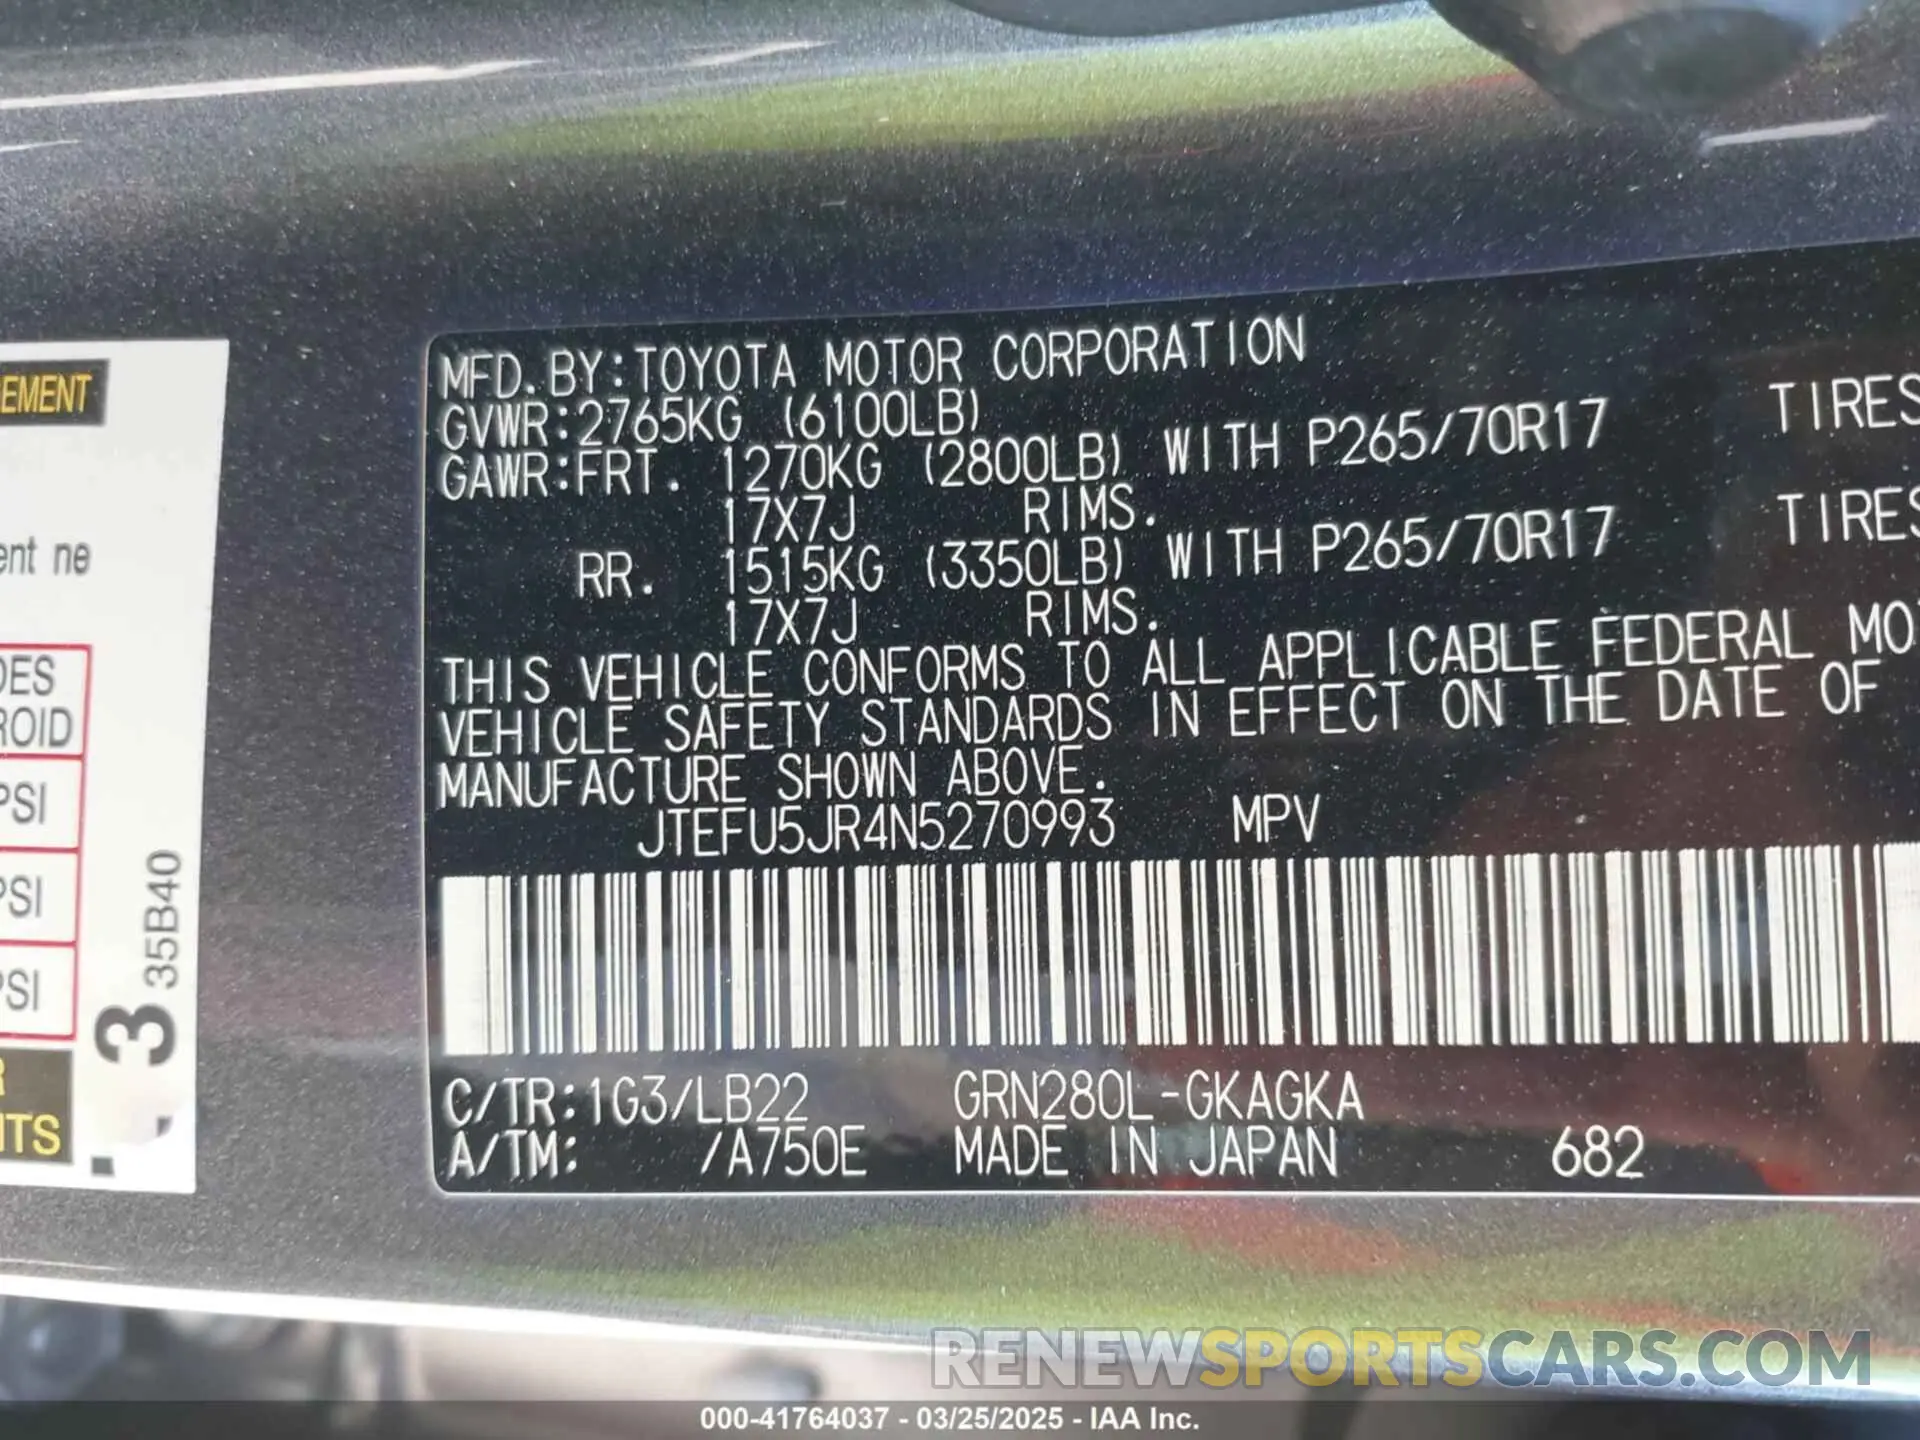 EMENT
ent ne
DES
ROID
PSI
PSI
PSI
R
ITS
3 35B40
MFD. BY:TOYOTA MOTOR CORPORATION
GVWR:2765KG (6100LB)
GAWR:FRT. 1270KG (2800LB) WITH P265/70R17 TIRES
17X7J RIMS.
RR. 1515KG (3350LB) WITH P265/70R17 TIRES
17X7J RIMS.
THIS VEHICLE CONFORMS TO ALL APPLICABLE FEDERAL MO
VEHICLE SAFETY STANDARDS IN EFFECT ON THE DATE OF
MANUFACTURE SHOWN ABOVE.
JTEFU5JR4N5270993 MPV
C/TR:1G3/LB22 GRN280L-GKAGKA
A/TM: /A750E MADE IN JAPAN 682
RENEWSPORTSCARS.COM
000-41764037 - 03/25/2025 - IAA Inc.